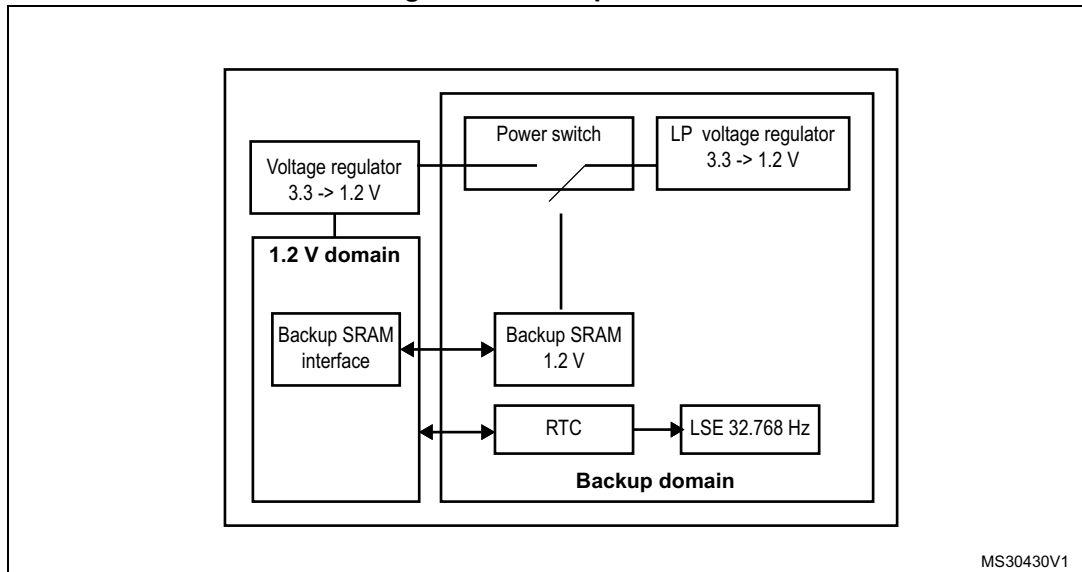 Power switch
LP voltage regulator
3.3 -> 1.2 V
Voltage regulator
3.3 -> 1.2 V
1.2 V domain
Backup SRAM
interface
Backup SRAM
1.2 V
RTC
LSE 32.768 Hz
Backup domain
MS30430V1